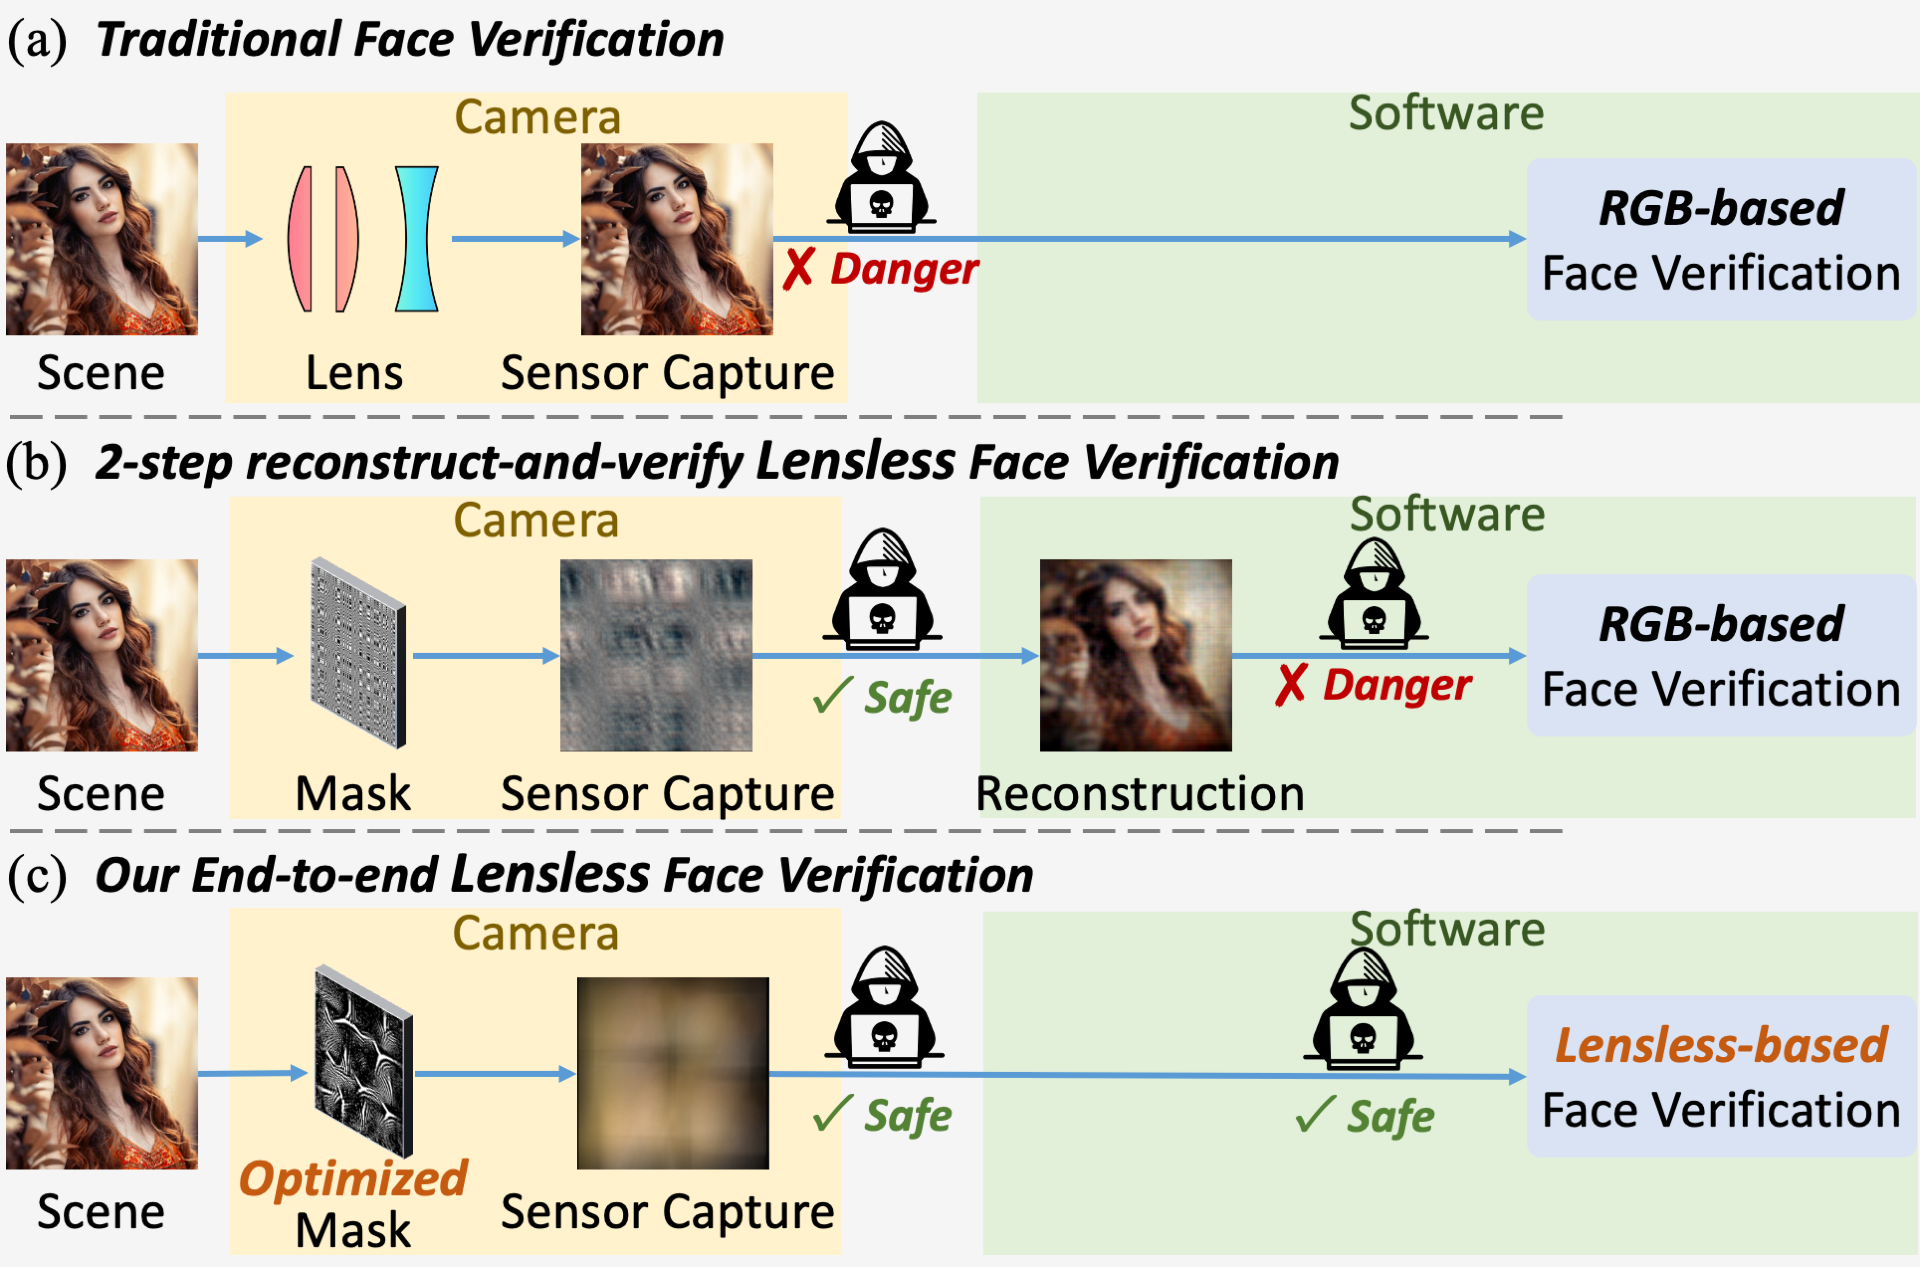 (a) Traditional Face Verification
Camera
Software
RGB-based
Face Verification
✗ Danger
Scene
Lens
Sensor Capture
(b) 2-step reconstruct-and-verify Lensless Face Verification
Camera
Software
RGB-based
Face Verification
✓ Safe
✗ Danger
Scene
Mask
Sensor Capture
Reconstruction
(c) Our End-to-end Lensless Face Verification
Camera
Software
Lensless-based
Face Verification
✓ Safe
✓ Safe
Optimized
Mask
Scene
Sensor Capture